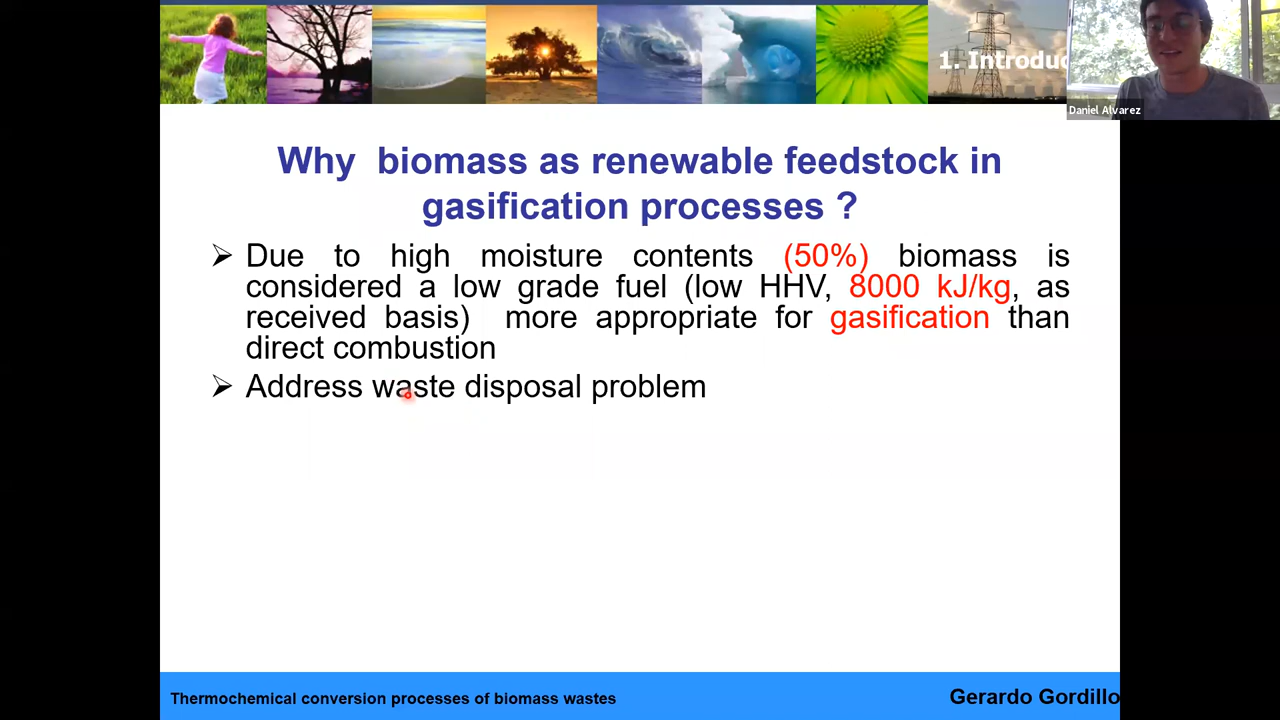 1. Introduc
Daniel Alvarez
Why biomass as renewable feedstock in
gasification processes ?
➢ Due to high moisture contents (50%) biomass is
considered a low grade fuel (low HHV, 8000 kJ/kg, as
received basis) more appropriate for gasification than
direct combustion
➢ Address waste disposal problem
Thermochemical conversion processes of biomass wastes
Gerardo Gordillo